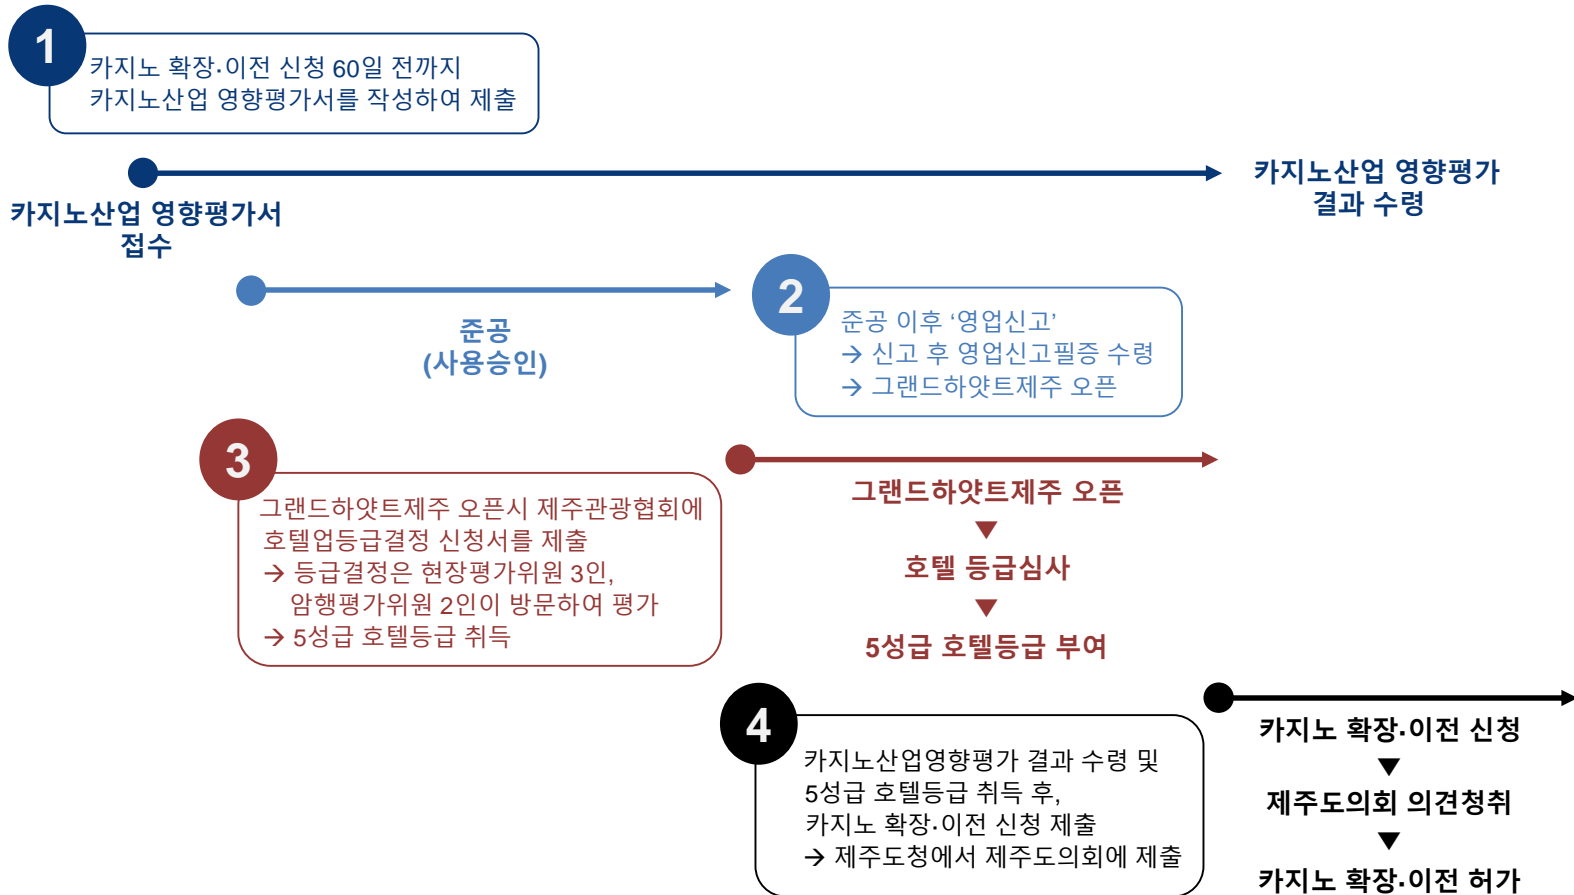 1
카지노 확장·이전 신청 60일 전까지
카지노산업 영향평가서를 작성하여 제출
카지노산업 영향평가서
접수
카지노산업 영향평가
결과 수령
준공
(사용승인)
2
준공 이후 ‘영업신고’
→ 신고 후 영업신고필증 수령
→ 그랜드하얏트제주 오픈
3
그랜드하얏트제주 오픈시 제주관광협회에
호텔업등급결정 신청서를 제출
→ 등급결정은 현장평가위원 3인,
암행평가위원 2인이 방문하여 평가
→ 5성급 호텔등급 취득
그랜드하얏트제주 오픈
▼
호텔 등급심사
▼
5성급 호텔등급 부여
4
카지노산업영향평가 결과 수령 및
5성급 호텔등급 취득 후,
카지노 확장·이전 신청 제출
→ 제주도청에서 제주도의회에 제출
카지노 확장·이전 신청
▼
제주도의회 의견청취
▼
카지노 확장·이전 허가